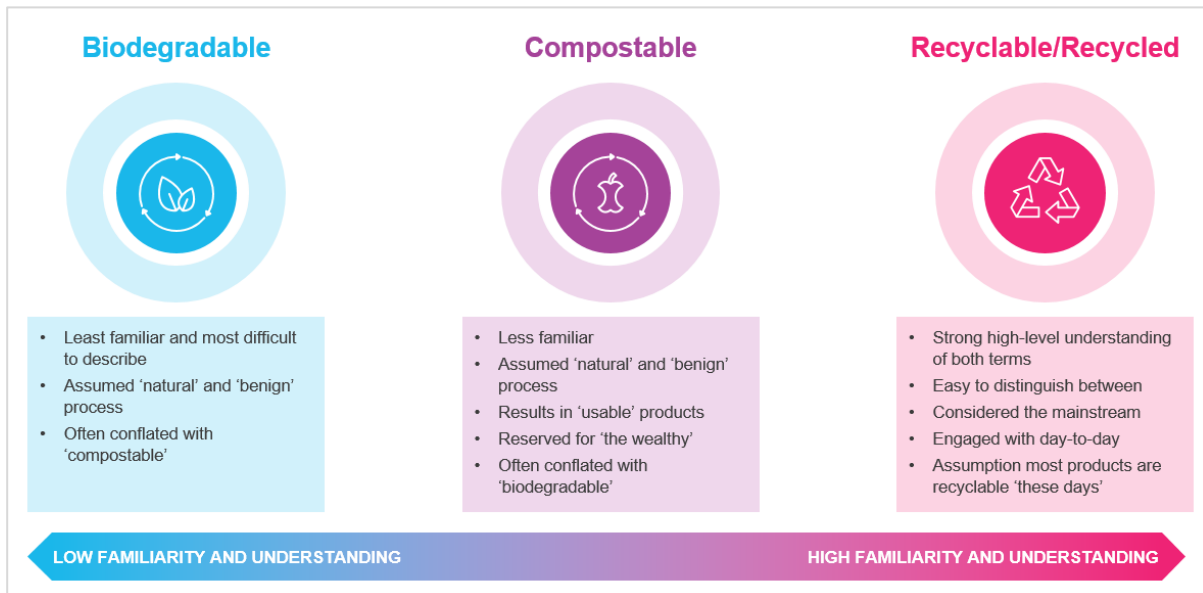 Biodegradable
Compostable
Recyclable/Recycled
• Least familiar and most difficult
to describe
• Assumed ‘natural’ and ‘benign’
process
• Often conflated with
‘compostable’
• Less familiar
• Assumed ‘natural’ and ‘benign’
process
• Results in ‘usable’ products
• Reserved for ‘the wealthy’
• Often conflated with
‘biodegradable’
• Strong high-level understanding
of both terms
• Easy to distinguish between
• Considered the mainstream
• Engaged with day-to-day
• Assumption most products are
recyclable ‘these days’
LOW FAMILIARITY AND UNDERSTANDING
HIGH FAMILIARITY AND UNDERSTANDING